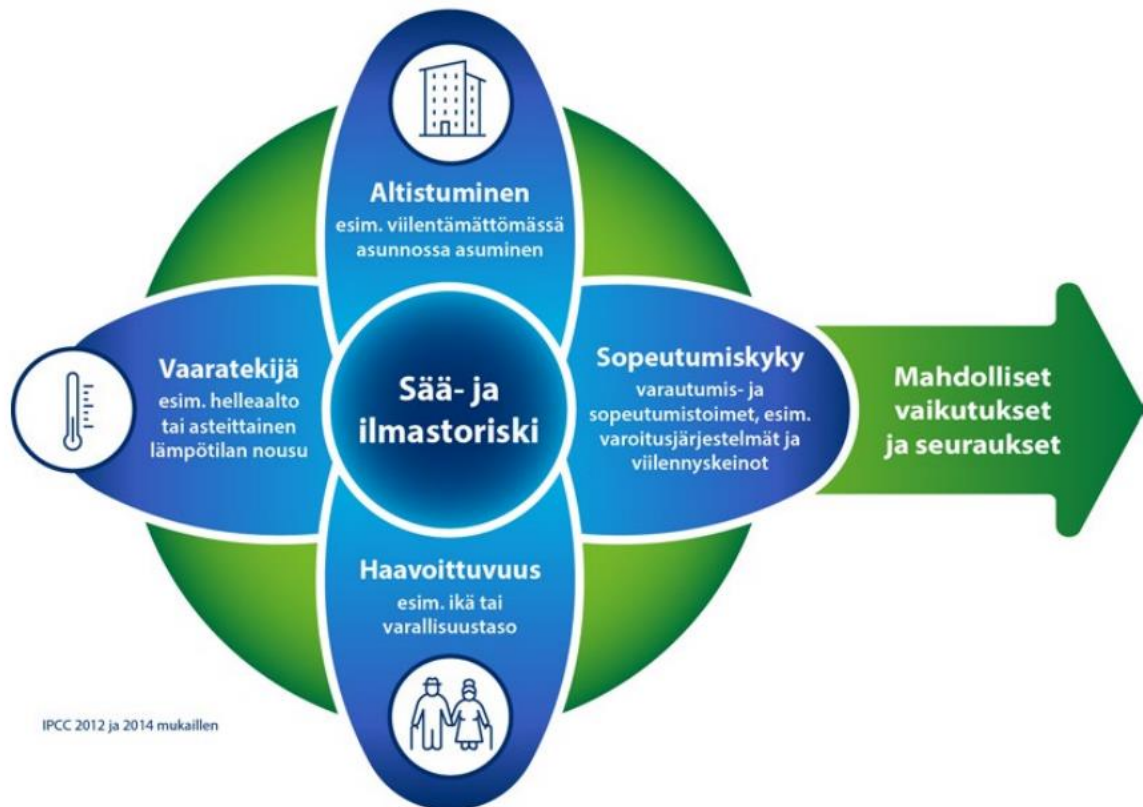 Altistuminen
esim. viilentämättömässä
asunnossa asuminen
Vaaratekijä
esim. helleaalto
tai asteittainen
lämpötilan nousu
Sää- ja
ilmastoriski
Sopeutumiskyky
varautumis- ja
sopeutumistoimet, esim.
varoitusjärjestelmät ja
viilennyskeinot
Mahdolliset
vaikutukset
ja seuraukset
Haavoittuvuus
esim. ikä tai
varallisuustaso
IPCC 2012 ja 2014 mukaillen